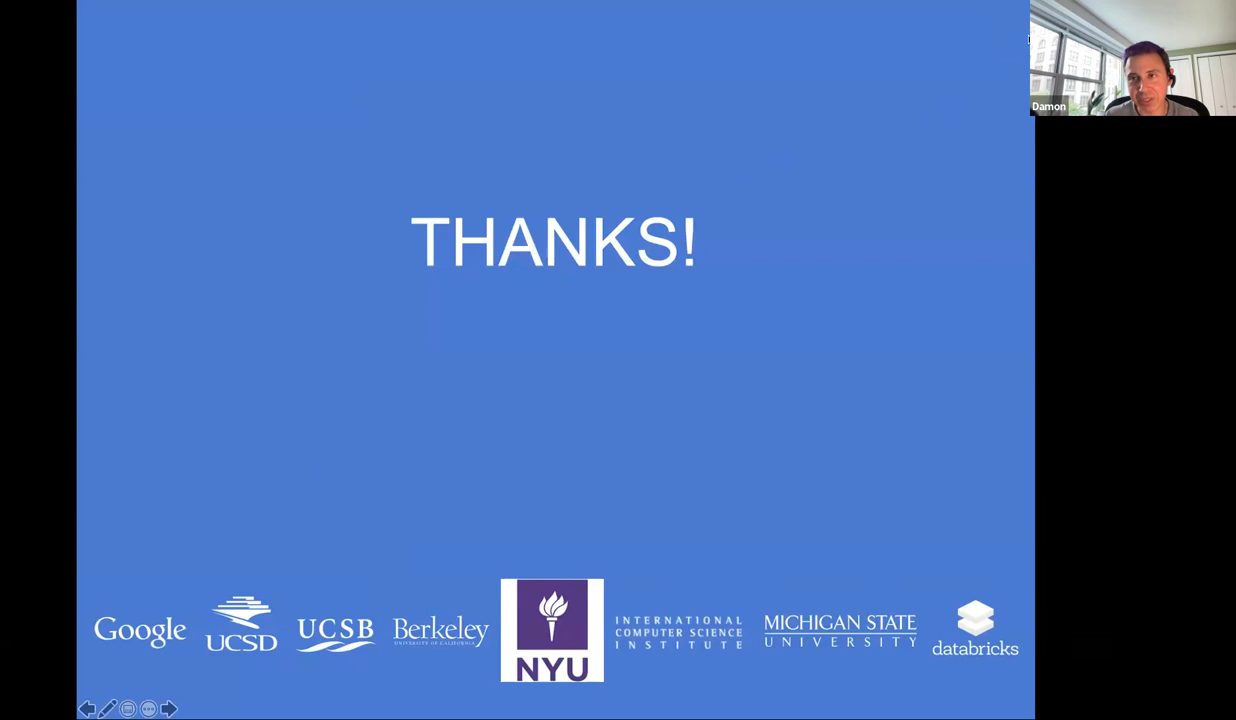 Damon
THANKS!
Google
UCSD
UCSB
Berkeley
UNIVERSITY OF CALIFORNIA
NYU
INTERNATIONAL
COMPUTER SCIENCE
INSTITUTE
MICHIGAN STATE
UNIVERSITY
databricks